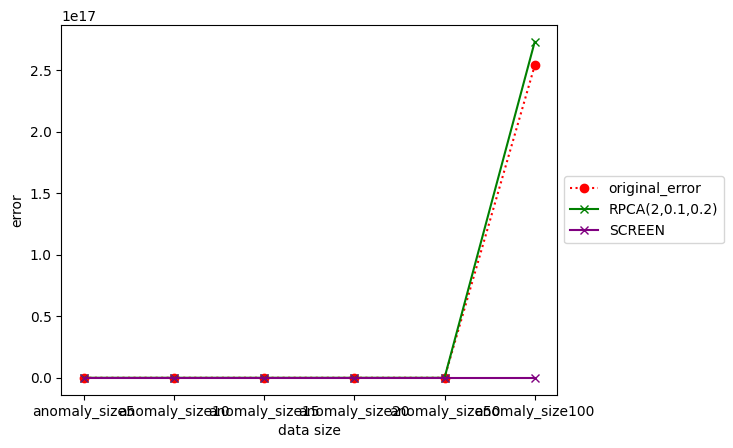 1e17
2.5
2.0
1.5
1.0
0.5
0.0
error
original_error
RPCA(2,0.1,0.2)
SCREEN
anomaly_size5 anomaly_size10 anomaly_size15 anomaly_size20 anomaly_size50 anomaly_size100
data size